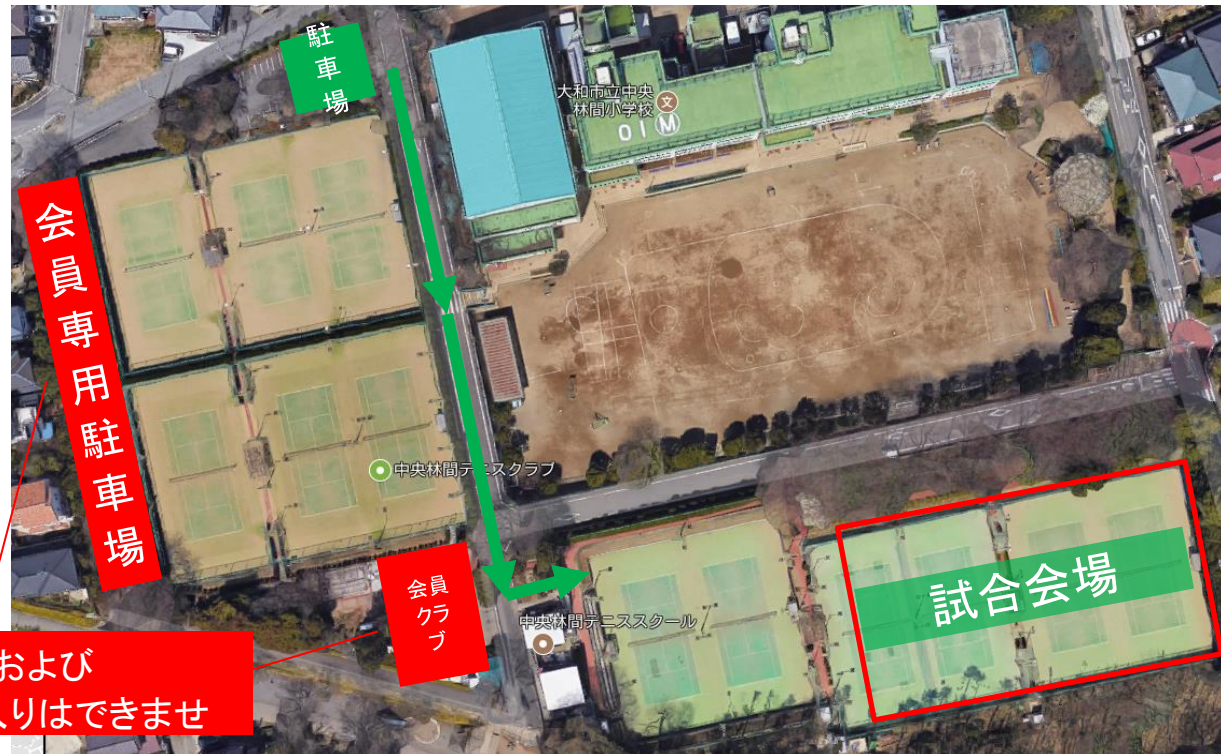 駐車場
大和市立中央
林間小学校
M10
会員専用駐車場
中央林間テニスクラブ
会員クラブ
中央林間テニススクール
試合会場
および
入りはできませ